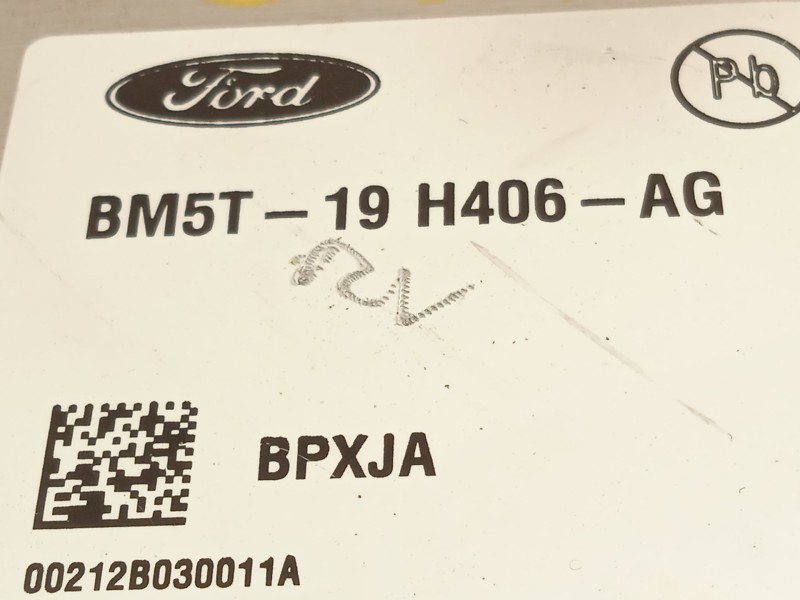 Ford
Pb
BM5T-19 H406-AG
BPXJA
00212B030011A